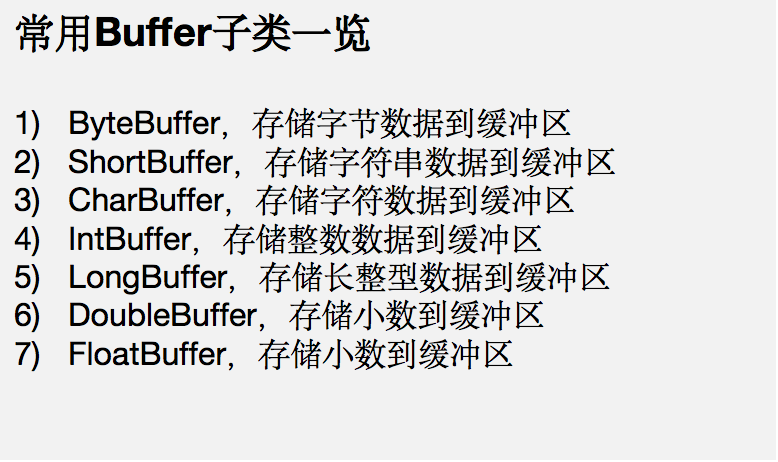 常用Buffer子类一览
1) ByteBuffer，存储字节数据到缓冲区
2) ShortBuffer，存储字符串数据到缓冲区
3) CharBuffer，存储字符数据到缓冲区
4) IntBuffer，存储整数数据到缓冲区
5) LongBuffer，存储长整型数据到缓冲区
6) DoubleBuffer，存储小数到缓冲区
7) FloatBuffer，存储小数到缓冲区